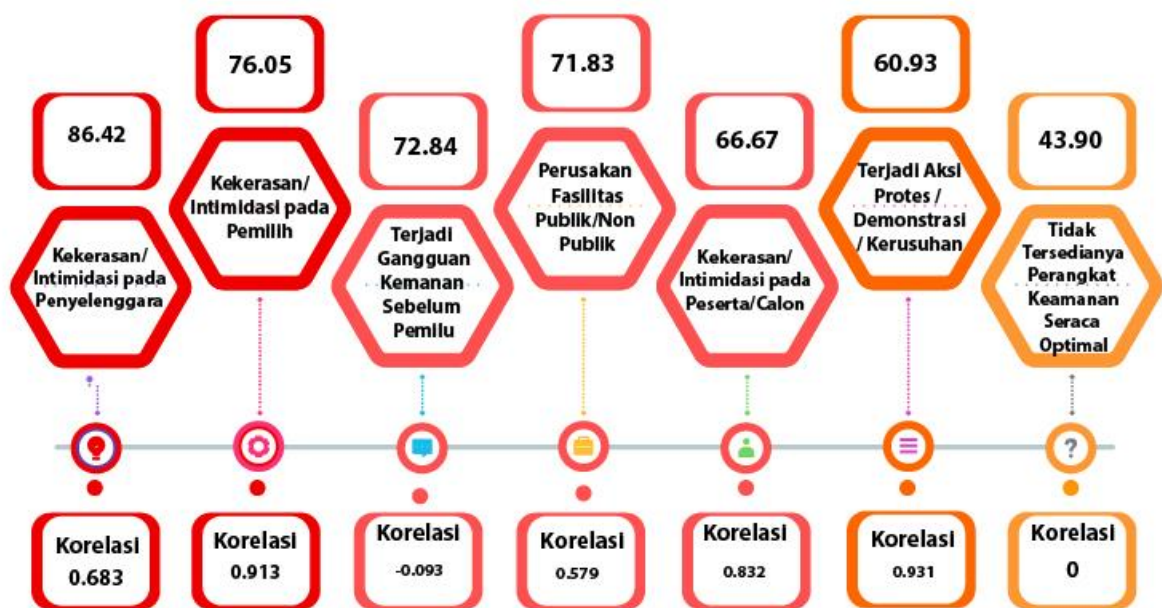 86.42
Kekerasan/
Intimidasi pada
Penyelenggara
Korelasi
0.683
76.05
Kekerasan/
Intimidasi pada
Pemilih
Korelasi
0.913
72.84
Terjadi
Gangguan
Kemanan
Sebelum
Pemilu
Korelasi
-0.093
71.83
Perusakan
Fasilitas
Publik/Non
Publik
Korelasi
0.579
66.67
Kekerasan/
Intimidasi pada
Peserta/Calon
Korelasi
0.832
60.93
Terjadi Aksi
Protes /
Demonstrasi
/ Kerusuhan
Korelasi
0.931
43.90
Tidak
Tersedianya
Perangkat
Keamanan
Seraca
Optimal
Korelasi
0
?